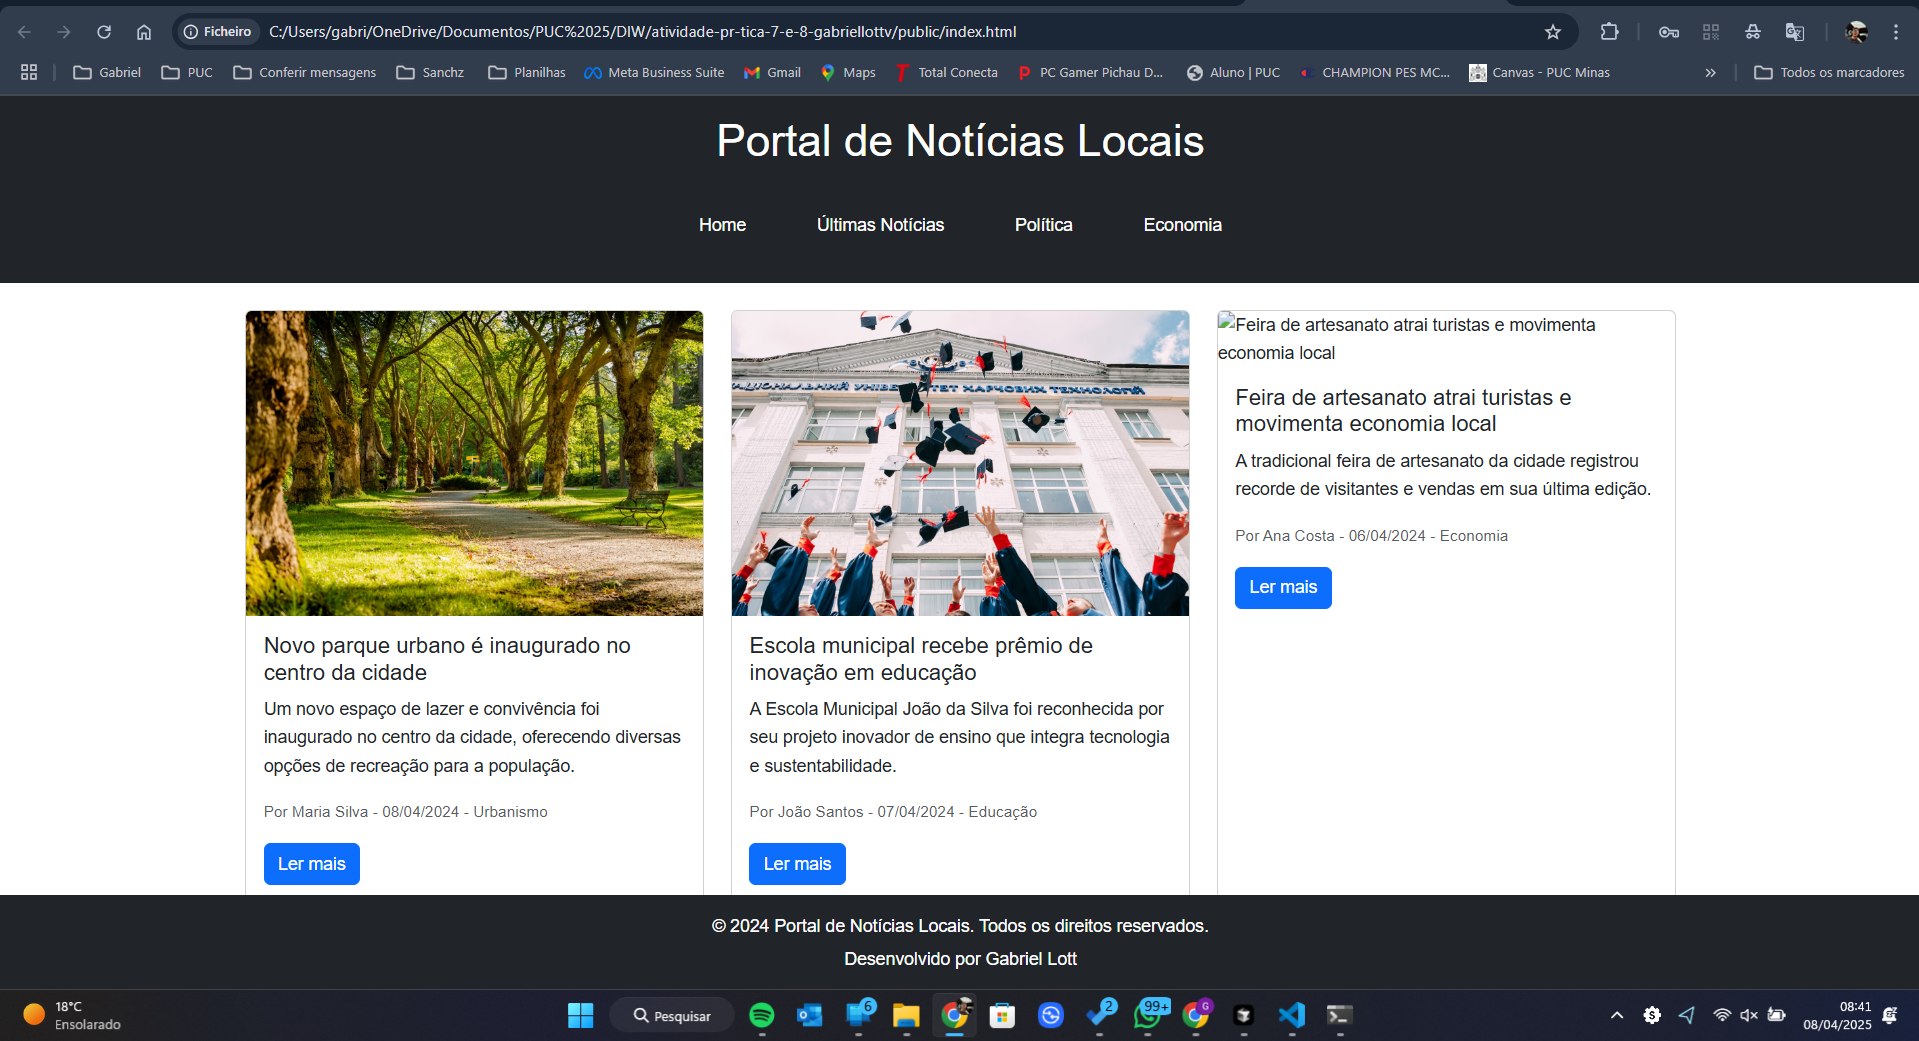 Ficheiro
C:/Users/gabri/OneDrive/Documentos/PUC%2025/DIW/atividade-pr-tica-7-e-8-gabriellottv/public/index.html
Gabriel
PUC
Conferir mensagens
Sanchz
Planilhas
Meta Business Suite
Gmail
Maps
Total Conecta
PC Gamer Pichau D...
Aluno | PUC
CHAMPION PES MC...
Canvas - PUC Minas
Todos os marcadores
Portal de Notícias Locais
Home
Últimas Notícias
Política
Economia
НАЦІОНАЛЬНИЙ УНІВЕРСИТЕТ ХАРЧОВИХ ТЕХНОЛОГІЙ
Novo parque urbano é inaugurado no
centro da cidade
Um novo espaço de lazer e convivência foi
inaugurado no centro da cidade, oferecendo diversas
opções de recreação para a população.
Por Maria Silva - 08/04/2024 - Urbanismo
Ler mais
Escola municipal recebe prêmio de
inovação em educação
A Escola Municipal João da Silva foi reconhecida por
seu projeto inovador de ensino que integra tecnologia
e sustentabilidade.
Por João Santos - 07/04/2024 - Educação
Ler mais
Feira de artesanato atrai turistas e movimenta
economia local
Feira de artesanato atrai turistas e
movimenta economia local
A tradicional feira de artesanato da cidade registrou
recorde de visitantes e vendas em sua última edição.
Por Ana Costa - 06/04/2024 - Economia
Ler mais
© 2024 Portal de Notícias Locais. Todos os direitos reservados.
Desenvolvido por Gabriel Lott
18°C
Ensolarado
Pesquisar
6
2
99+
G
08:41
08/04/2025